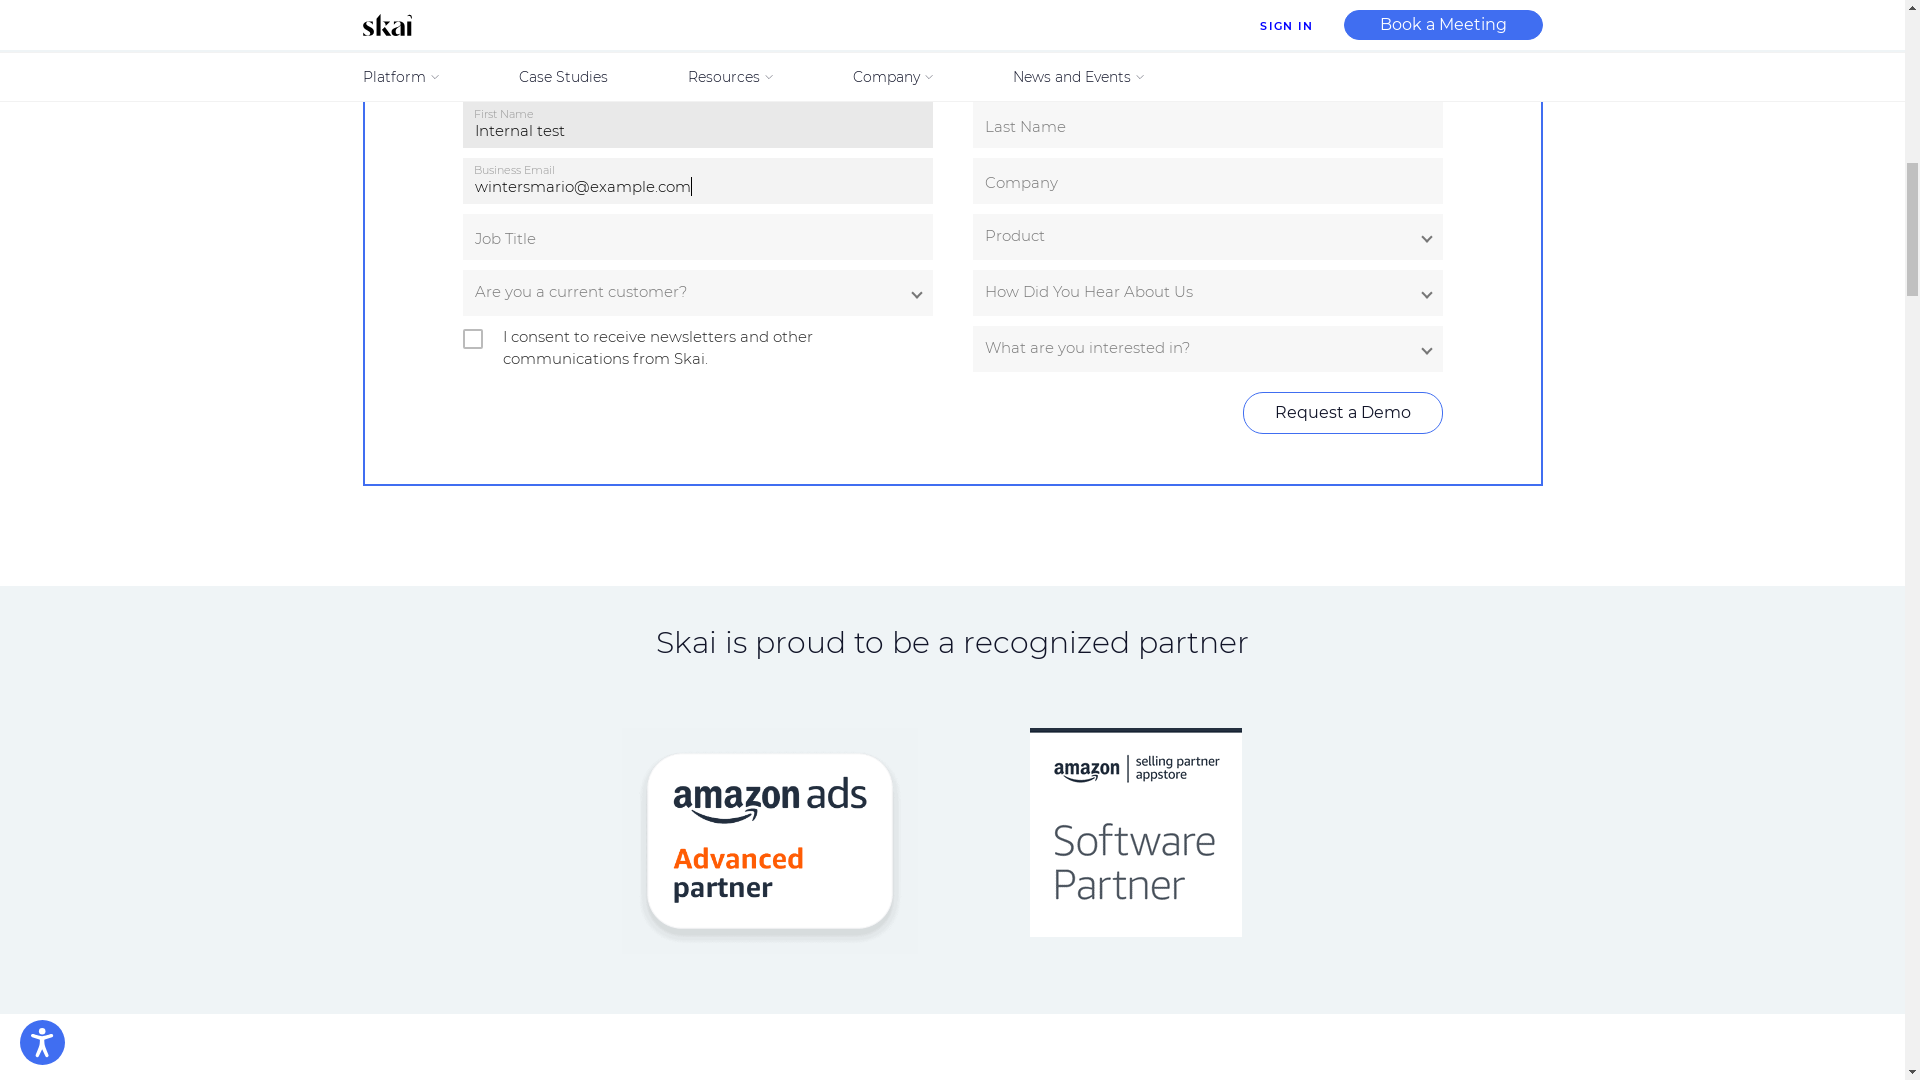 skai
SIGN IN
Book a Meeting
Platform
Case Studies
Resources
Company
News and Events
First Name
Internal test
Last Name
Business Email
wintersmario@example.com
Company
Job Title
Product
Are you a current customer?
How Did You Hear About Us
I consent to receive newsletters and other
communications from Skai.
What are you interested in?
Request a Demo
Skai is proud to be a recognized partner
amazon ads
Advanced
partner
amazon | selling partner
appstore
Software
Partner